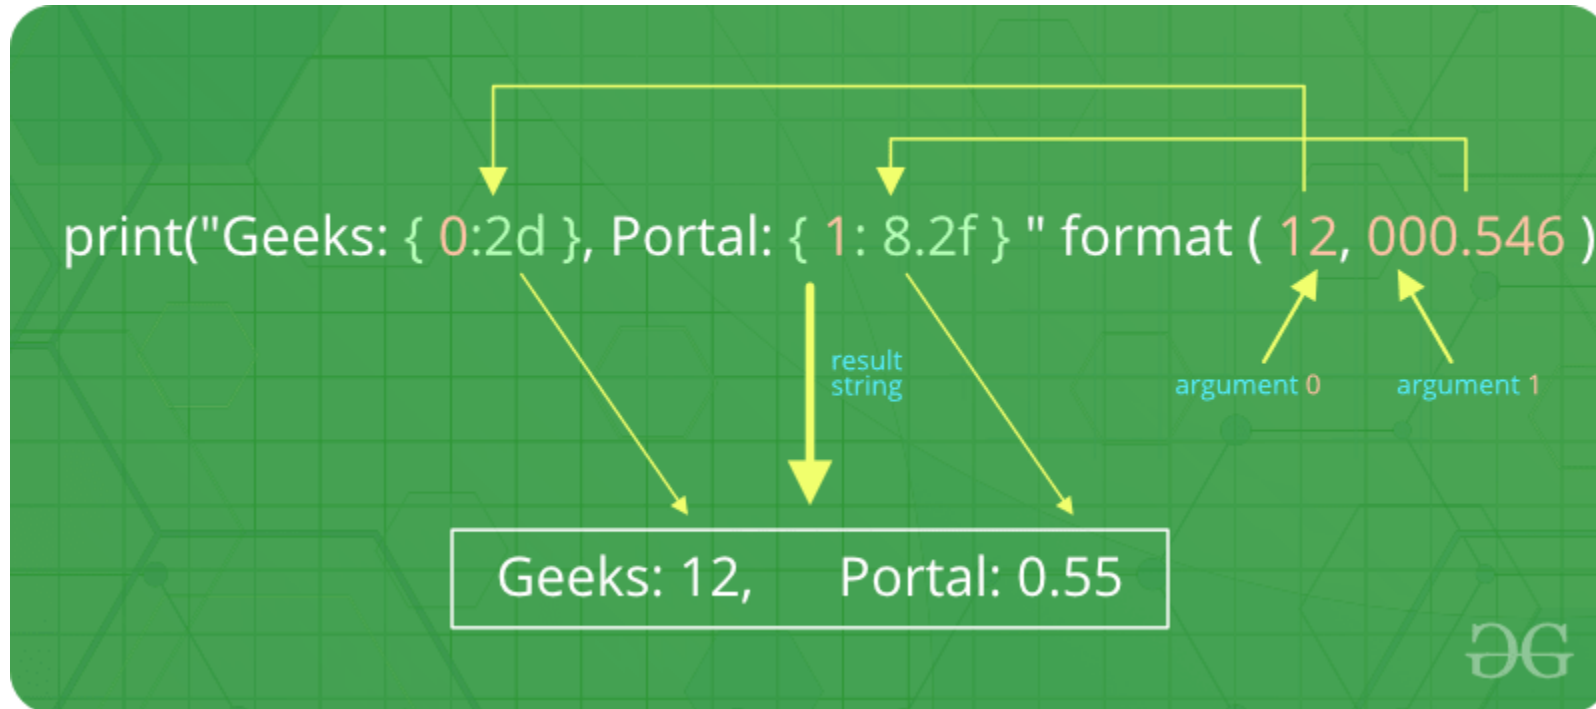 print("Geeks: { 0:2d }, Portal: { 1: 8.2f } " format ( 12, 000.546 )
result
string
argument 0 argument 1
Geeks: 12, Portal: 0.55
GG